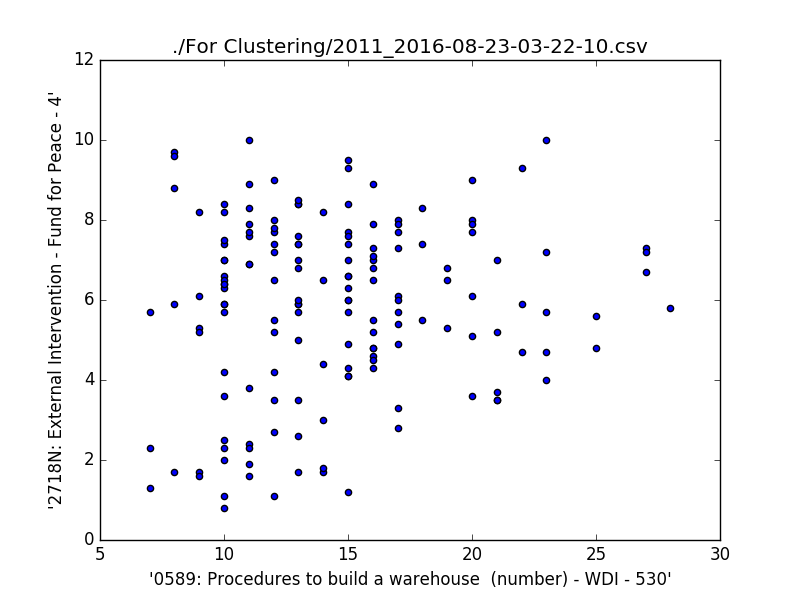 ./For Clustering/2011_2016-08-23-03-22-10.csv
12
10
8
6
4
2
0
'2718N: External Intervention - Fund for Peace - 4'
5 10 15 20 25 30
'0589: Procedures to build a warehouse  (number) - WDI - 530'